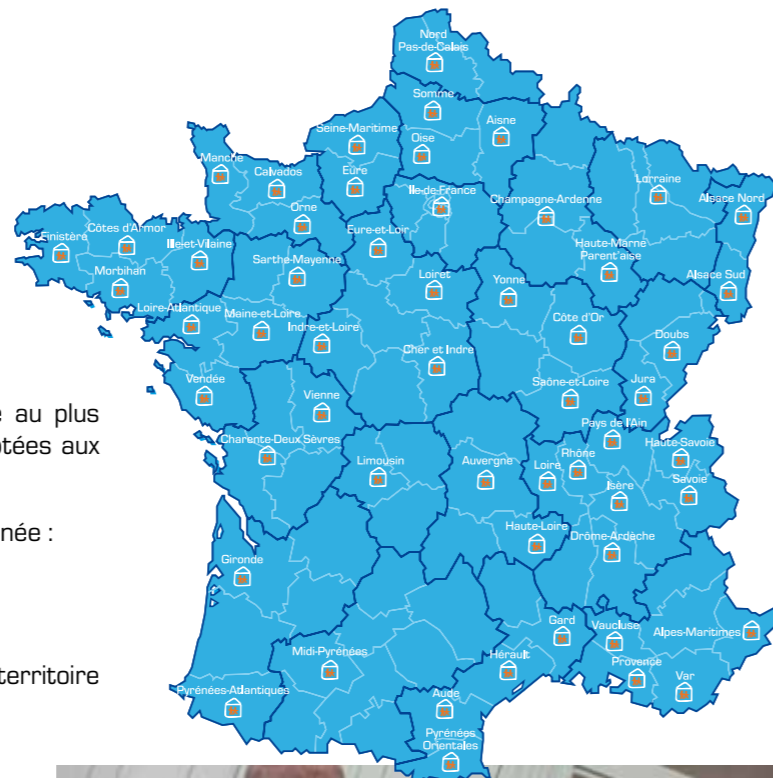 Nord
Pas-de-Calais
Somme
Aisne
Seine-Maritime
Oise
Manche
Calvados
Eure
Ile-de-France
Champagne-Ardenne
Lorraine
Alsace Nord
Orne
Finistère
Côtes d'Armor
Ille-et-Vilaine
Eure-et-Loir
Haute-Marne
Parent'aise
Sarthe-Mayenne
Morbihan
Loiret
Yonne
Alsace Sud
Loire-Atlantique
Maine-et-Loire
Côte d'Or
Indre-et-Loire
Doubs
Cher et Indre
Vendée
Saône-et-Loire
Jura
Vienne
e au plus
Pays de l'Ain
ptées aux
Charente-Deux Sèvres
Haute-Savoie
Limousin
Auvergne
Loire
Rhône
Savoie
Isère
née :
Haute-Loire
Drôme-Ardèche
Gironde
Gard
Vaucluse
Alpes-Maritimes
Midi-Pyrénées
Hérault
territoire
Provence
Var
Pyrénées-Atlantiques
Aude
Pyrénées
Orientales